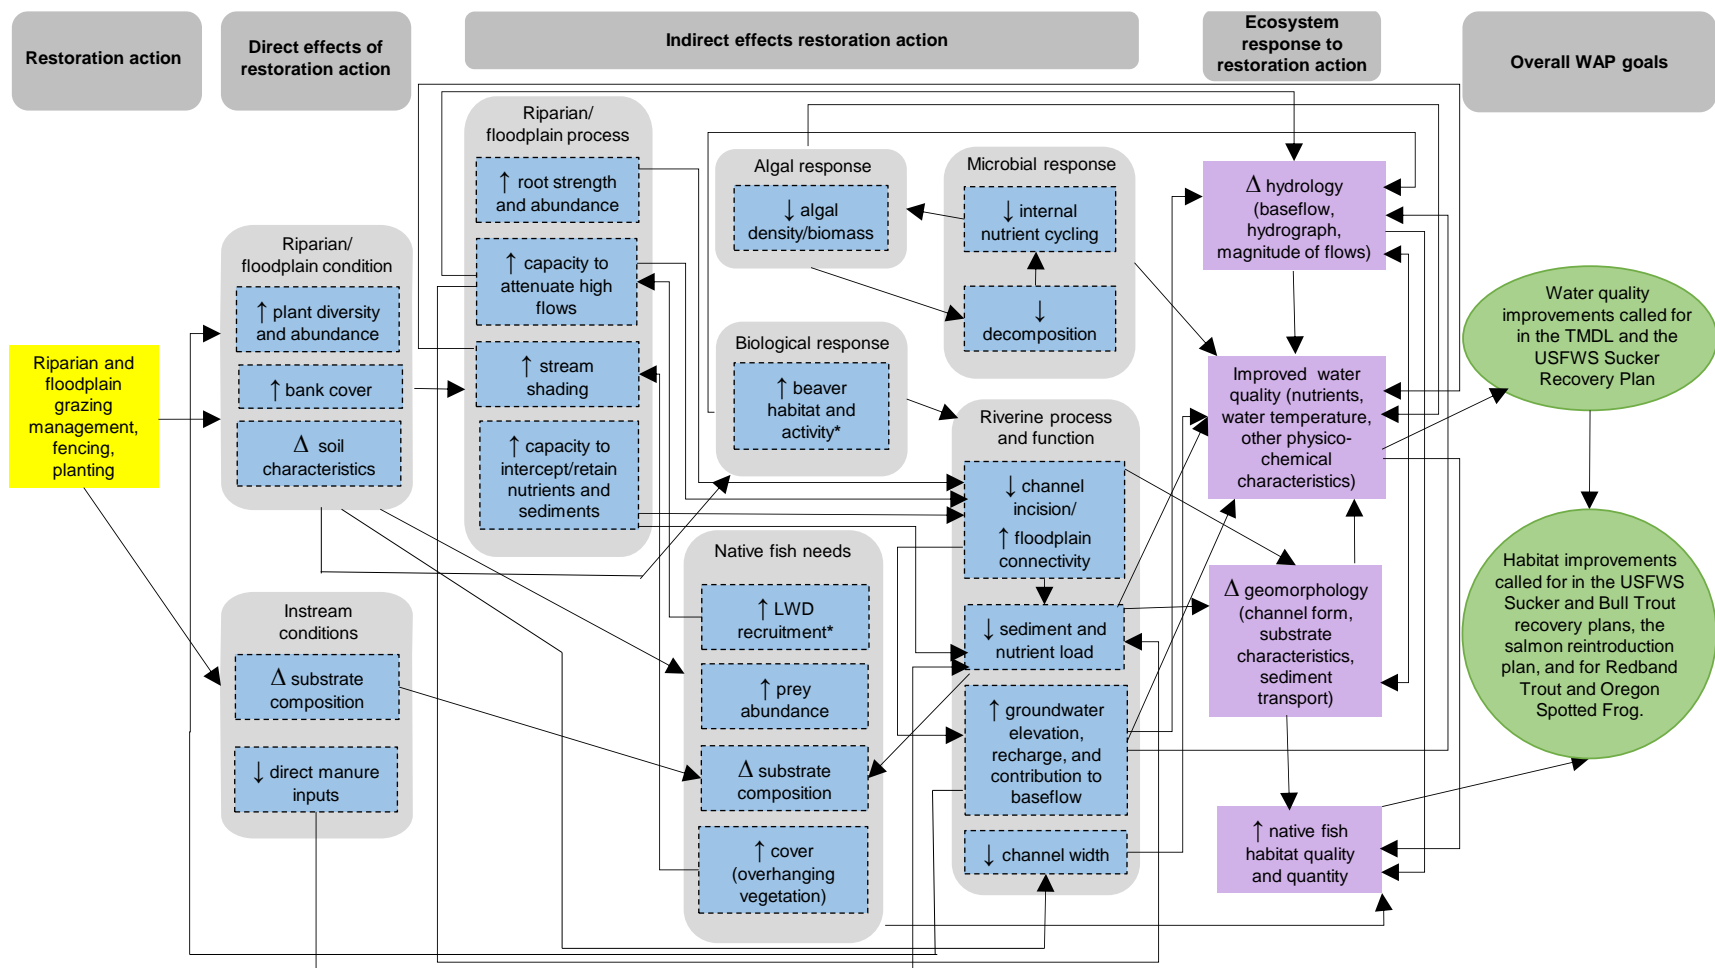 Restoration action
Direct effects of
restoration action
Indirect effects restoration action
Ecosystem
response to
restoration action
Overall WAP goals
Riparian and
floodplain
grazing
management,
fencing,
planting
Riparian/
floodplain condition
↑ plant diversity
and abundance
↑ bank cover
Δ soil
characteristics
Instream
conditions
Δ substrate
composition
↓ direct manure
inputs
Riparian/
floodplain process
↑ root strength
and abundance
↑ capacity to
attenuate high
flows
↑ stream
shading
↑ capacity to
intercept/retain
nutrients and
sediments
Native fish needs
↑ LWD
recruitment*
↑ prey
abundance
Δ substrate
composition
↑ cover
(overhanging
vegetation)
Algal response
↓ algal
density/biomass
Biological response
↑ beaver
habitat and
activity*
Microbial response
↓ internal
nutrient cycling
↓
decomposition
Riverine process
and function
↓ channel
incision/
↑ floodplain
connectivity
↓ sediment and
nutrient load
↑ groundwater
elevation,
recharge, and
contribution to
baseflow
↓ channel width
Δ hydrology
(baseflow,
hydrograph,
magnitude of flows)
Improved water
quality (nutrients,
water temperature,
other physico-
chemical
characteristics)
Δ geomorphology
(channel form,
substrate
characteristics,
sediment
transport)
↑ native fish
habitat quality
and quantity
Water quality
improvements called for
in the TMDL and the
USFWS Sucker
Recovery Plan
Habitat improvements
called for in the USFWS
Sucker and Bull Trout
recovery plans, the
salmon reintroduction
plan, and for Redband
Trout and Oregon
Spotted Frog.